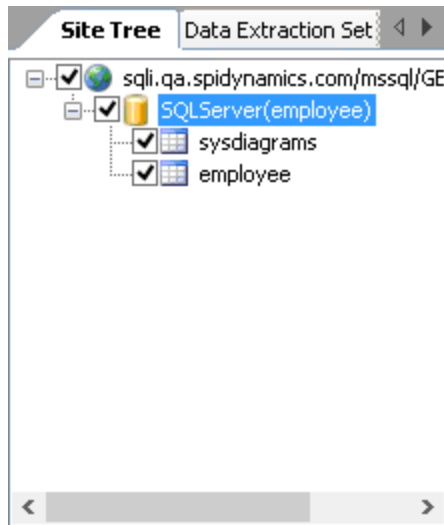 Site Tree Data Extraction Set
sqli.qa.spidynamics.com/mssql/GE
SQLServer(employee)
sysdiagrams
employee